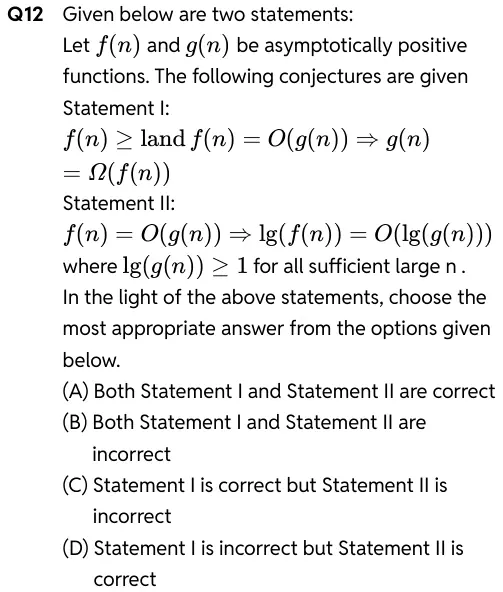 Q12 Given below are two statements:
Let f(n) and g(n) be asymptotically positive
functions. The following conjectures are given
Statement I:
f(n) ≥ land f(n) = O(g(n)) ⇒ g(n)
= Ω(f(n))
Statement II:
f(n) = O(g(n)) ⇒ lg(f(n)) = O(lg(g(n)))
where lg(g(n)) ≥ 1 for all sufficient large n .
In the light of the above statements, choose the
most appropriate answer from the options given
below.
(A) Both Statement I and Statement II are correct
(B) Both Statement I and Statement II are
incorrect
(C) Statement I is correct but Statement II is
incorrect
(D) Statement I is incorrect but Statement II is
correct